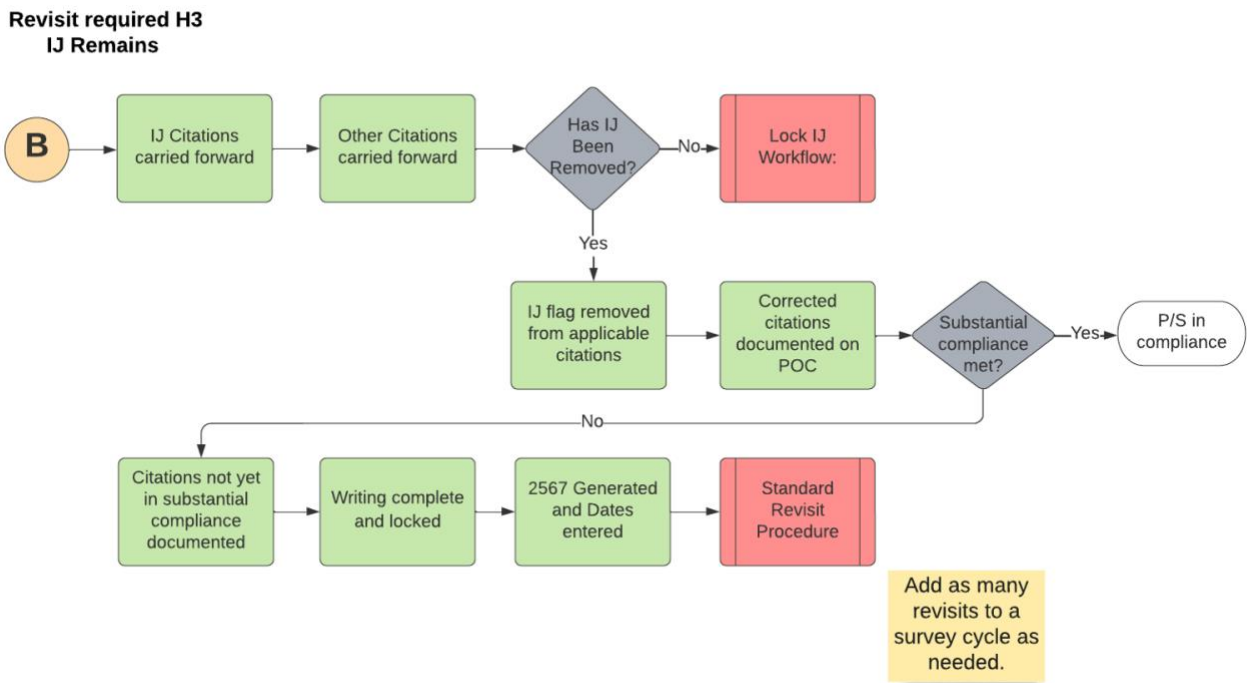 Revisit required H3
IJ Remains
B
IJ Citations
carried forward
Other Citations
carried forward
Has IJ
Been
Removed?
No
Lock IJ
Workflow:
Yes
IJ flag removed
from applicable
citations
Corrected
citations
documented on
POC
Substantial
compliance
met?
Yes
P/S in
compliance
No
Citations not yet
in substantial
compliance
documented
Writing complete
and locked
2567 Generated
and Dates
entered
Standard
Revisit
Procedure
Add as many
revisits to a
survey cycle as
needed.